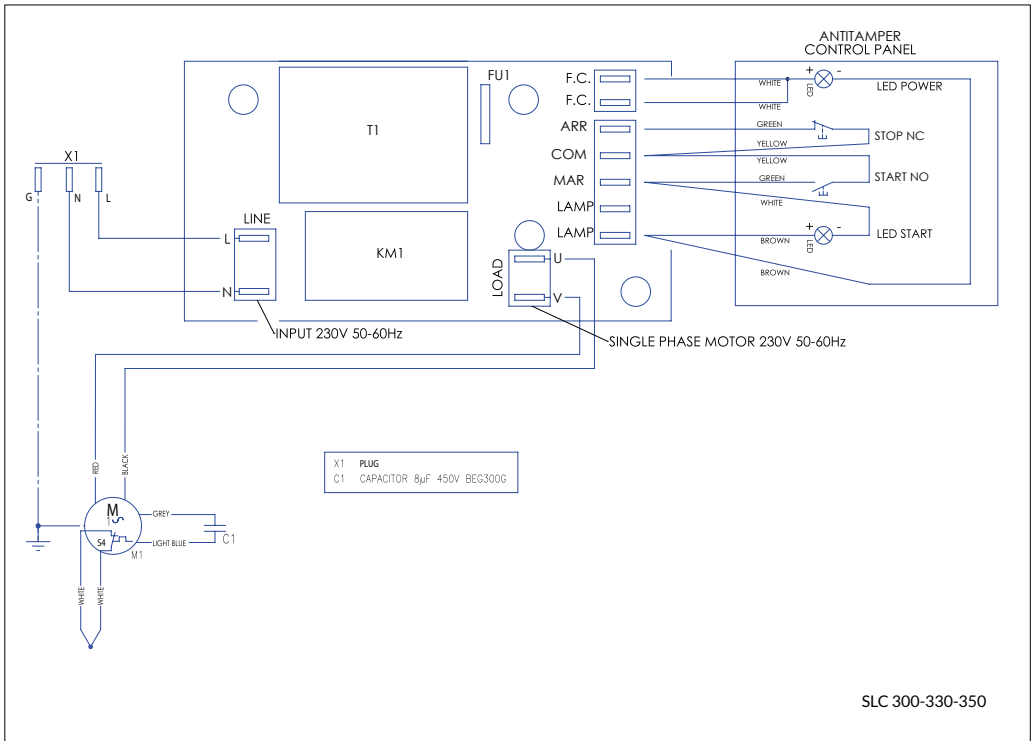 ANTITAMPER
CONTROL PANEL
FU1
F.C.
F.C.
ARR
COM
MAR
LAMP
LAMP
T1
KM1
X1
G
N
L
LINE
L
N
LOAD
U
V
WHITE
WHITE
GREEN
YELLOW
YELLOW
GREEN
WHITE
BROWN
BROWN
+
-
LED
LED POWER
STOP NC
START NO
+
-
LED
LED START
INPUT 230V 50-60Hz
SINGLE PHASE MOTOR 230V 50-60Hz
RED
BLACK
X1 PLUG
C1 CAPACITOR 8µF 450V BEG300G
M
1
S4
M1
GREY
LIGHT BLUE
C1
WHITE
WHITE
SLC 300-330-350